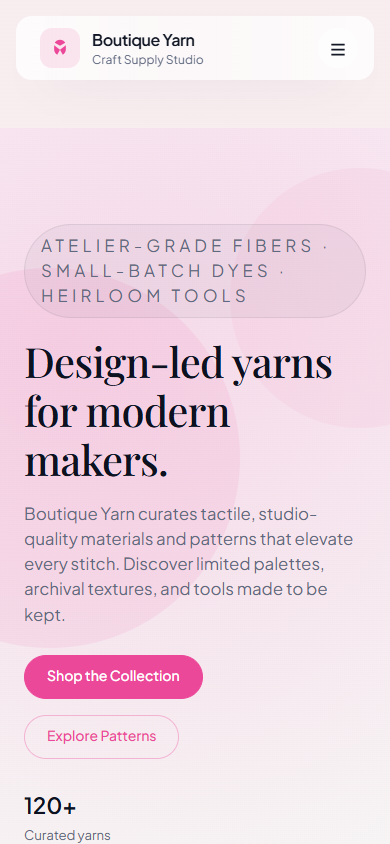 Boutique Yarn
Craft Supply Studio
ATELIER-GRADE FIBERS ·
SMALL-BATCH DYES ·
HEIRLOOM TOOLS
Design-led yarns
for modern
makers.
Boutique Yarn curates tactile, studio-
quality materials and patterns that elevate
every stitch. Discover limited palettes,
archival textures, and tools made to be
kept.
Shop the Collection
Explore Patterns
120+
Curated yarns